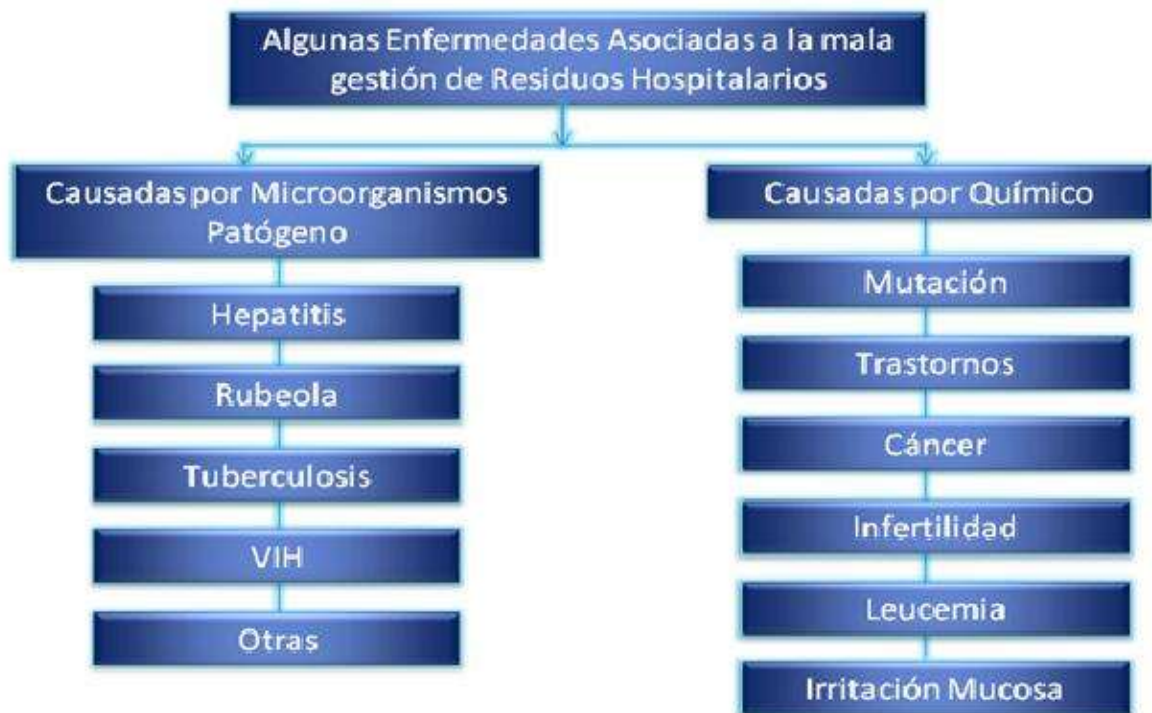 Algunas Enfermedades Asociadas a la mala
gestión de Residuos Hospitalarios
Causadas por Microorganismos
Patógeno
Hepatitis
Rubeola
Tuberculosis
VIH
Otras
Causadas por Químico
Mutación
Trastornos
Cáncer
Infertilidad
Leucemia
Irritación Mucosa